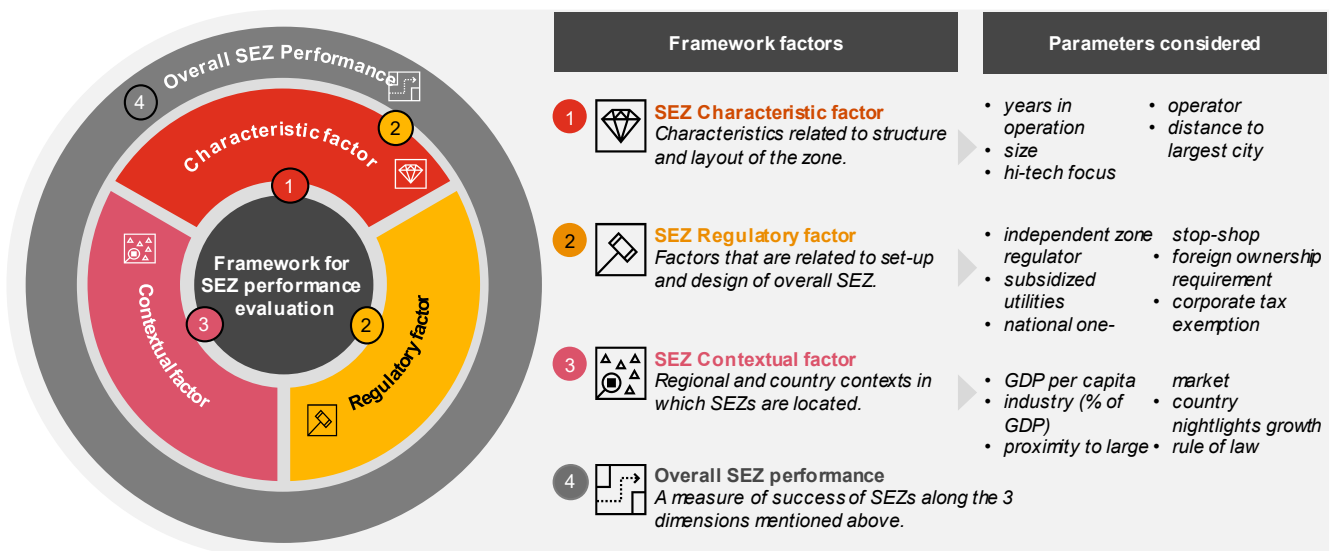 Overall SEZ Performance
4
2
Characteristic factor
1
Framework for
SEZ performance
evaluation
3
2
Contextual factor
Regulatory factor
Framework factors
Parameters considered
1
SEZ Characteristic factor
Characteristics related to structure
and layout of the zone.
• years in
operation
• size
• hi-tech focus
• operator
• distance to
largest city
2
SEZ Regulatory factor
Factors that are related to set-up
and design of overall SEZ.
• independent zone
regulator
• subsidized
utilities
• national one-
stop-shop
• foreign ownership
requirement
• corporate tax
exemption
3
SEZ Contextual factor
Regional and country contexts in
which SEZs are located.
• GDP per capita
• industry (% of
GDP)
• proximity to large
market
• country
nightlights growth
• rule of law
4
Overall SEZ performance
A measure of success of SEZs along the 3
dimensions mentioned above.